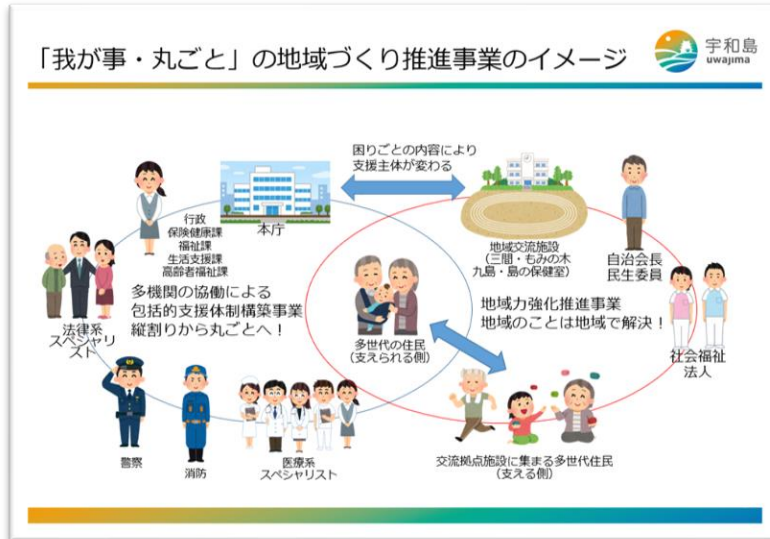 「我が事・丸ごと」の地域づくり推進事業のイメージ
宇和島
uwajima
困りごとの内容により
支援主体が変わる
行政
保険健康課
福祉課
生活支援課
高齢者福祉課
本庁
地域交流施設
（三間・もみの木
九島・島の保健室）
自治会長
民生委員
法律系
スペシャリ
スト
多機関の協働による
包括的支援体制構築事業
縦割りから丸ごとへ！
多世代の住民
（支えられる側）
地域力強化推進事業
地域のことは地域で解決！
社会福祉
法人
警察
消防
医療系
スペシャリスト
交流拠点施設に集まる多世代住民
（支える側）